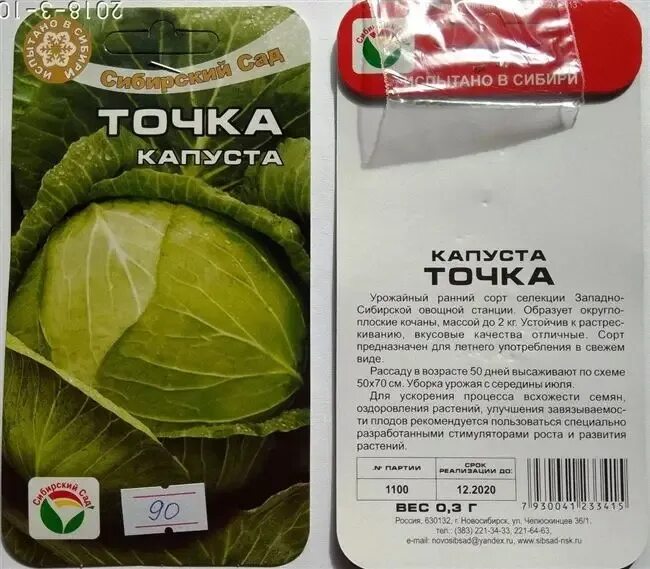 2018-3-10
ИСПЫТАНО В СИБИРИ
Сибирский Сад
ТОЧКА
КАПУСТА
Сибирский Сад
90
ИСПЫТАНО В СИБИРИ
КАПУСТА
ТОЧКА
Урожайный ранний сорт селекции Западно-
Сибирской овощной станции. Образует округло-
плоские кочаны, массой до 2 кг. Устойчив к растрес-
киванию, вкусовые качества отличные. Сорт
предназначен для летнего употребления в свежем
виде.
Рассаду в возрасте 50 дней высаживают по схеме
50х70 см. Уборка урожая с середины июля.
Для ускорения процесса всхожести семян,
оздоровления растений, улучшения завязываемос-
ти плодов рекомендуется пользоваться специально
разработанными стимуляторами роста и развития
растений.
№ ПАРТИИ
СРОК
РЕАЛИЗАЦИИ ДО:
1100
12.2020
ВЕС 0,3 Г
7 930041 233415
Россия, 630132, г. Новосибирск, ул. Челюскинцев 36/1.
тел.: (383) 221-34-33, 221-64-63,
e-mail: novosibsad@yandex.ru, www.sibsad-nsk.ru